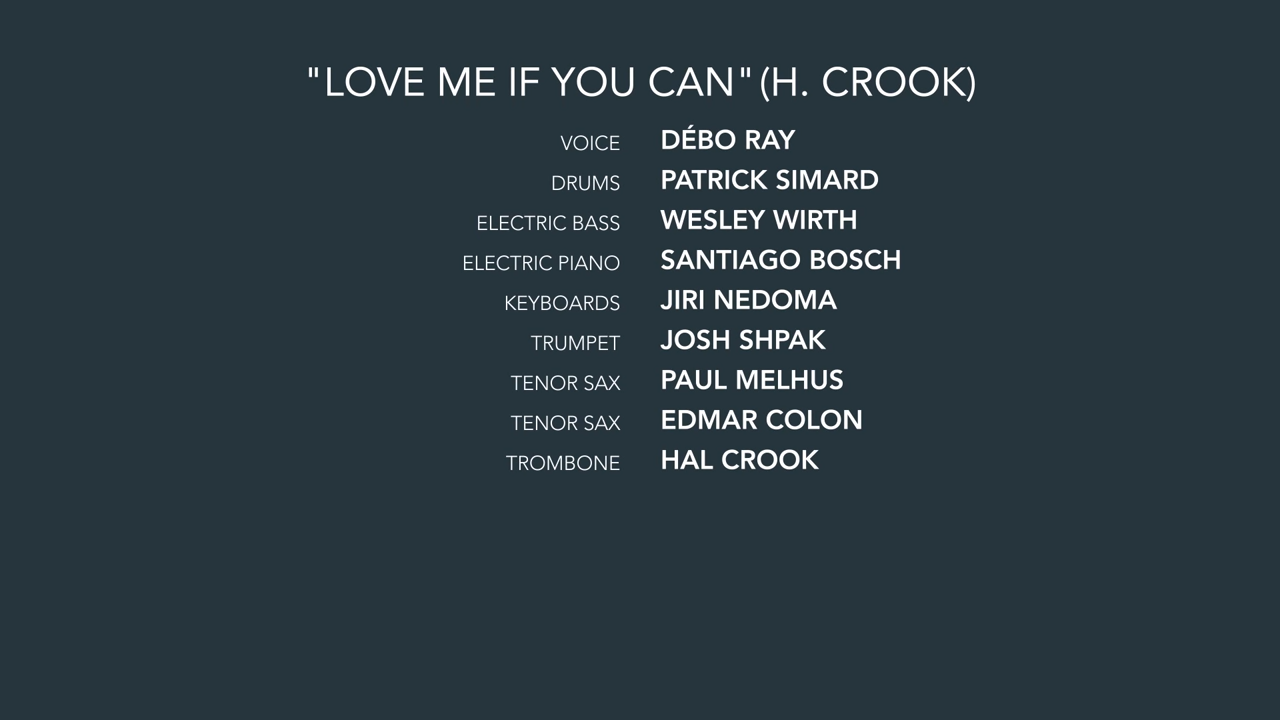 "LOVE ME IF YOU CAN" (H. CROOK)
VOICE DÉBO RAY
DRUMS PATRICK SIMARD
ELECTRIC BASS WESLEY WIRTH
ELECTRIC PIANO SANTIAGO BOSCH
KEYBOARDS JIRI NEDOMA
TRUMPET JOSH SHPAK
TENOR SAX PAUL MELHUS
TENOR SAX EDMAR COLON
TROMBONE HAL CROOK